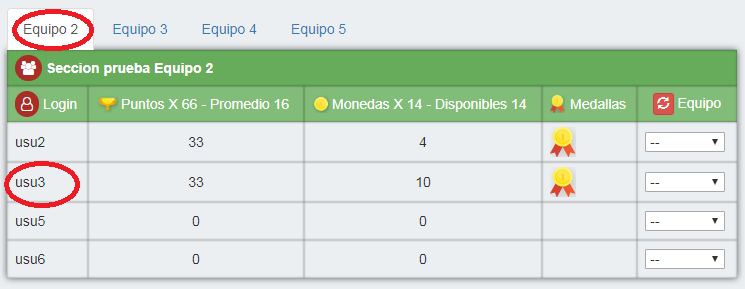 Equipo 2 Equipo 3 Equipo 4 Equipo 5
Seccion prueba Equipo 2
Login Puntos X 66 - Promedio 16 Monedas X 14 - Disponibles 14 Medallas Equipo
usu2 33 4 --
usu3 33 10 --
usu5 0 0 --
usu6 0 0 --